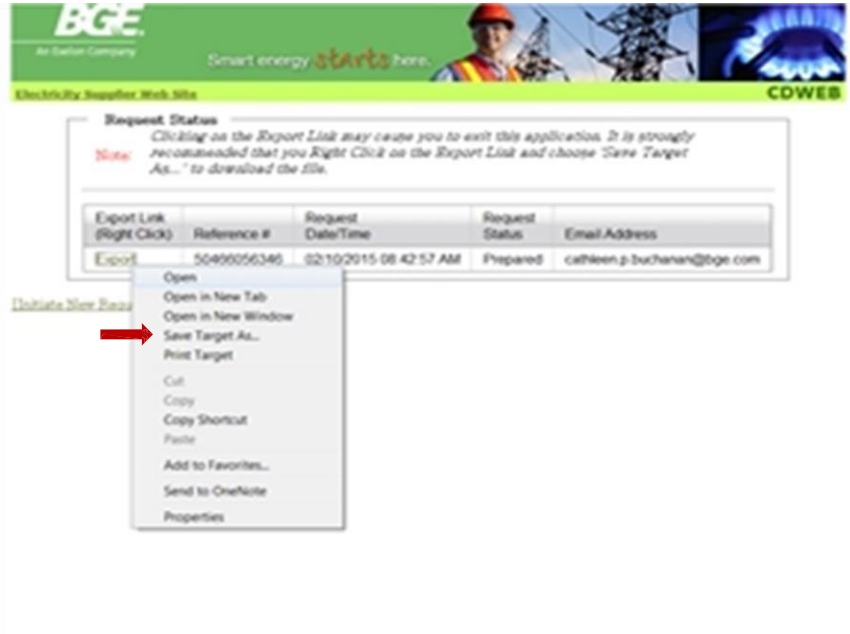 BGE.
An Exelon Company
Smart energy starts here.
Electricity Supplier Web Site
CDWEB
Request Status
Note: Clicking on the Export Link may cause you to exit this application. It is strongly
recommended that you Right Click on the Export Link and choose 'Save Target
As...' to download the file.
Export Link (Right Click) Reference # Request Date/Time Request Status Email Address
Export 50466056346 02/10/2015 08:42:57 AM Prepared cathleen.p.buchanan@bge.com
[Initiate New Requ
Open
Open in New Tab
Open in New Window
Save Target As...
Print Target
Cut
Copy
Copy Shortcut
Paste
Add to Favorites...
Send to OneNote
Properties